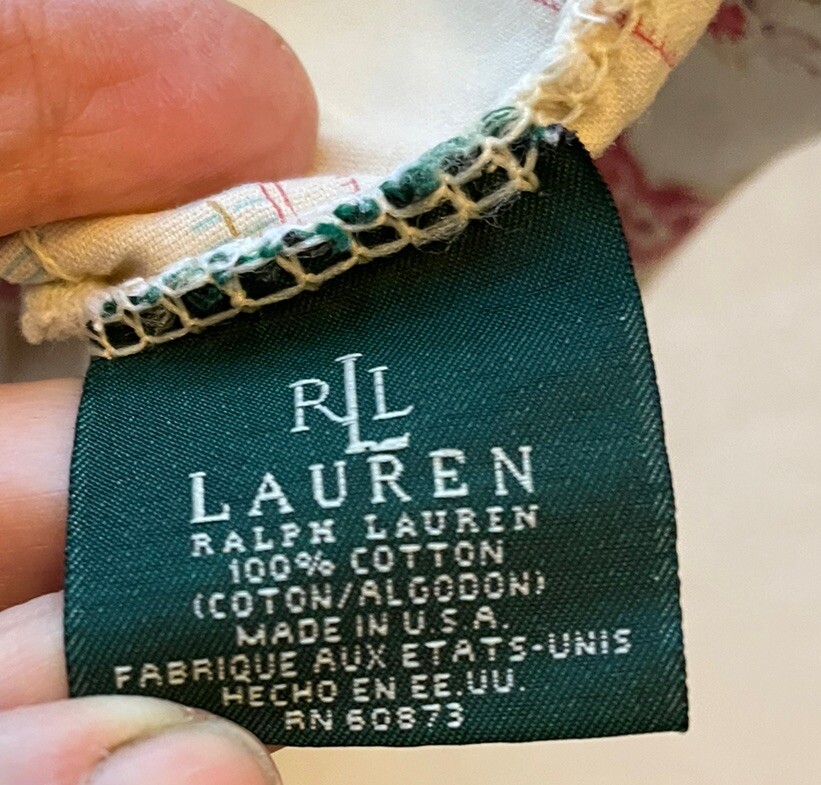 RLL
LAUREN
RALPH LAUREN
100% COTTON
(COTON/ALGODON)
MADE IN U.S.A.
FABRIQUE AUX ETATS-UNIS
HECHO EN EE.UU.
RN 60873